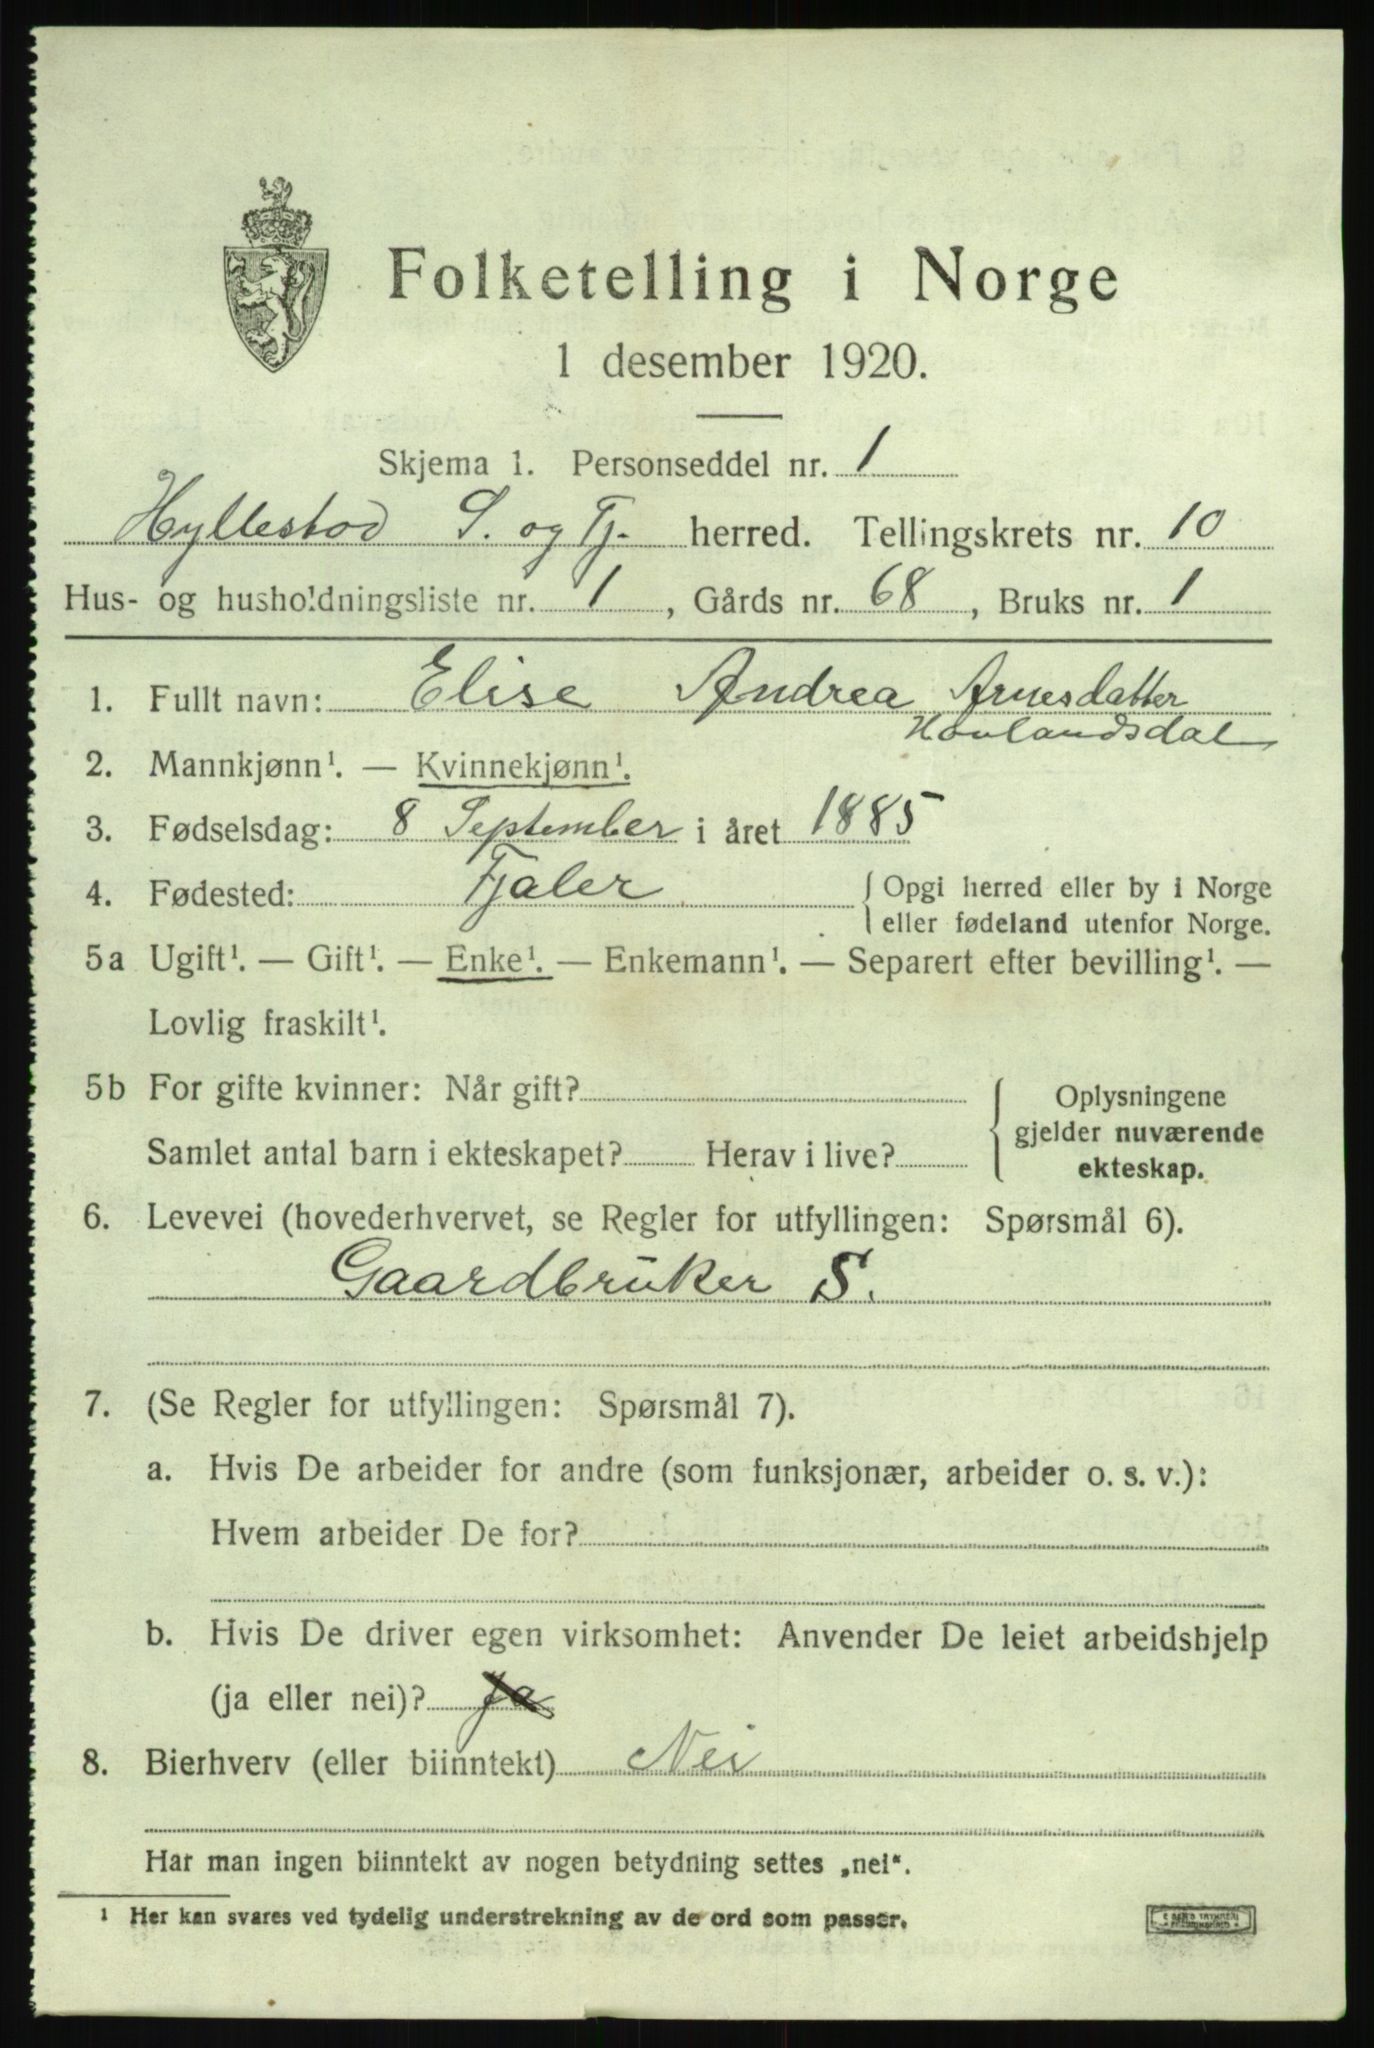 Folketelling i Norge
1 desember 1920.
Skjema 1. Personseddel nr. 1
Hyllestad S. og Fj. herred. Tellingskrets nr. 10
Hus- og husholdningsliste nr. 1, Gårds nr. 68, Bruks nr. 1
1. Fullt navn: Elise Andrea Arnesdatter
Hovlandsdal
2. Mannkjønn¹. — Kvinnekjønn¹.
3. Fødselsdag: 8 September i året 1885
4. Fødested: Fjaler { Opgi herred eller by i Norge
eller fødeland utenfor Norge.
5a Ugift¹. — Gift¹. — Enke¹. — Enkemann¹. — Separert efter bevilling¹. —
Lovlig fraskilt¹.
5b For gifte kvinner: Når gift? { Oplysningene
gjelder nuværende
Samlet antal barn i ekteskapet? Herav i live?
ekteskap.
6. Levevei (hovederhvervet, se Regler for utfyllingen: Spørsmål 6).
Gaardbruker S.
7. (Se Regler for utfyllingen: Spørsmål 7).
a. Hvis De arbeider for andre (som funksjonær, arbeider o. s. v.):
Hvem arbeider De for?
b. Hvis De driver egen virksomhet: Anvender De leiet arbeidshjelp
(ja eller nei)? Ja
8. Bierhverv (eller biinntekt) Nei
Har man ingen biinntekt av nogen betydning settes „nei“.
¹ Her kan svares ved tydelig understrekning av de ord som passer.